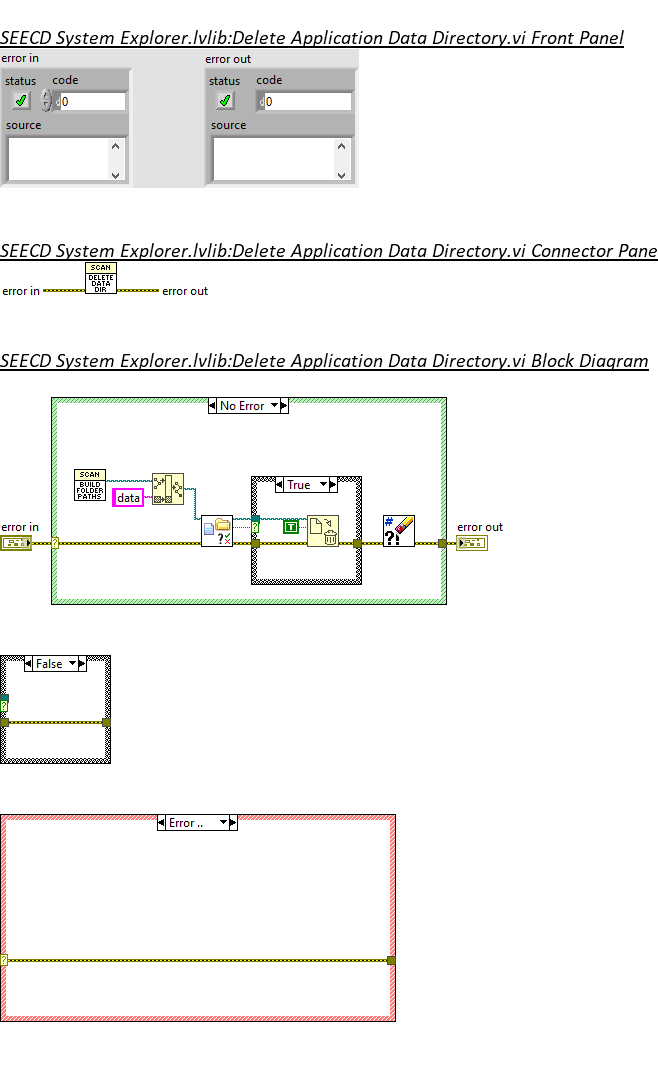 SEECD System Explorer.lvlib:Delete Application Data Directory.vi Front Panel
error in
error out
status code
status code
0
0
source
source
SEECD System Explorer.lvlib:Delete Application Data Directory.vi Connector Pane
SCAN
DELETE
DATA
DIR
error in
error out
SEECD System Explorer.lvlib:Delete Application Data Directory.vi Block Diagram
No Error
SCAN
BUILD
FOLDER
PATHS
data
True
error in
?
?
T
?
#
?!
error out
False
?
Error ..
?